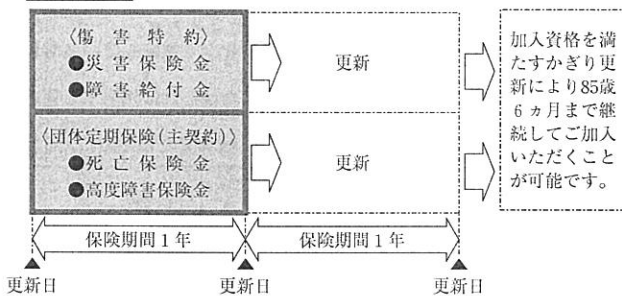 〈傷害特約〉
●災害保険金
●障害給付金
更新
〈団体定期保険(主契約)〉
●死亡保険金
●高度障害保険金
更新
加入資格を満
たすかぎり更
新により85歳
6ヵ月まで継
続してご加入
いただくこと
が可能です。
保険期間1年
保険期間1年
更新日
更新日
更新日